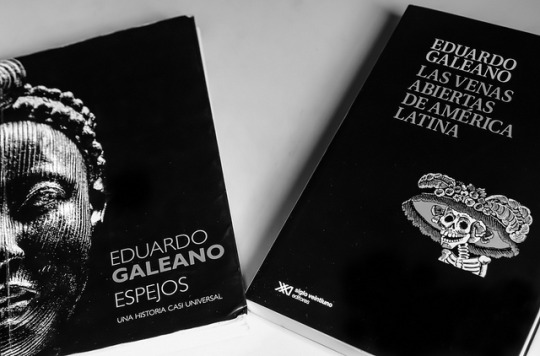 EDUARDO
GALEANO
ESPEJOS
UNA HISTORIA CASI UNIVERSAL
EDUARDO
GALEANO
LAS VENAS
ABIERTAS
DE AMÉRICA
LATINA
siglo veintiuno
editores